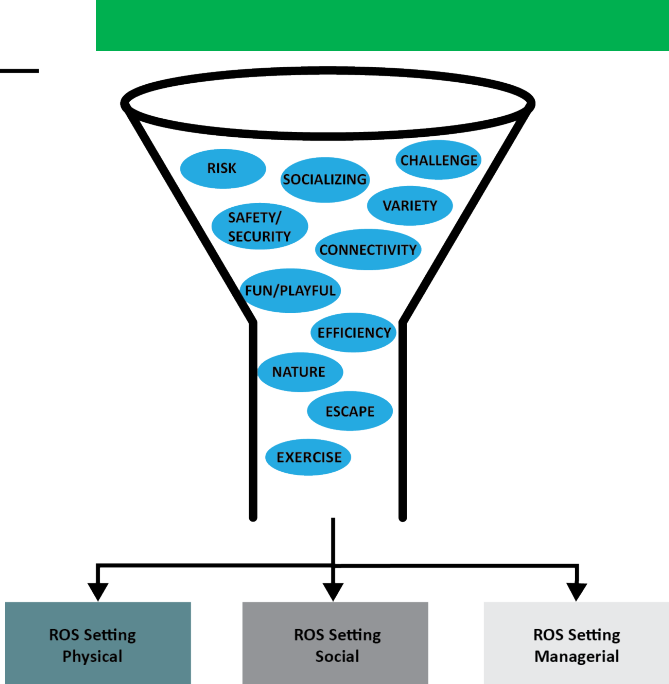 CHALLENGE
RISK
SOCIALIZING
VARIETY
SAFETY/
SECURITY
CONNECTIVITY
FUN/PLAYFUL
EFFICIENCY
NATURE
ESCAPE
EXERCISE
ROS Setting
Physical
ROS Setting
Social
ROS Setting
Managerial